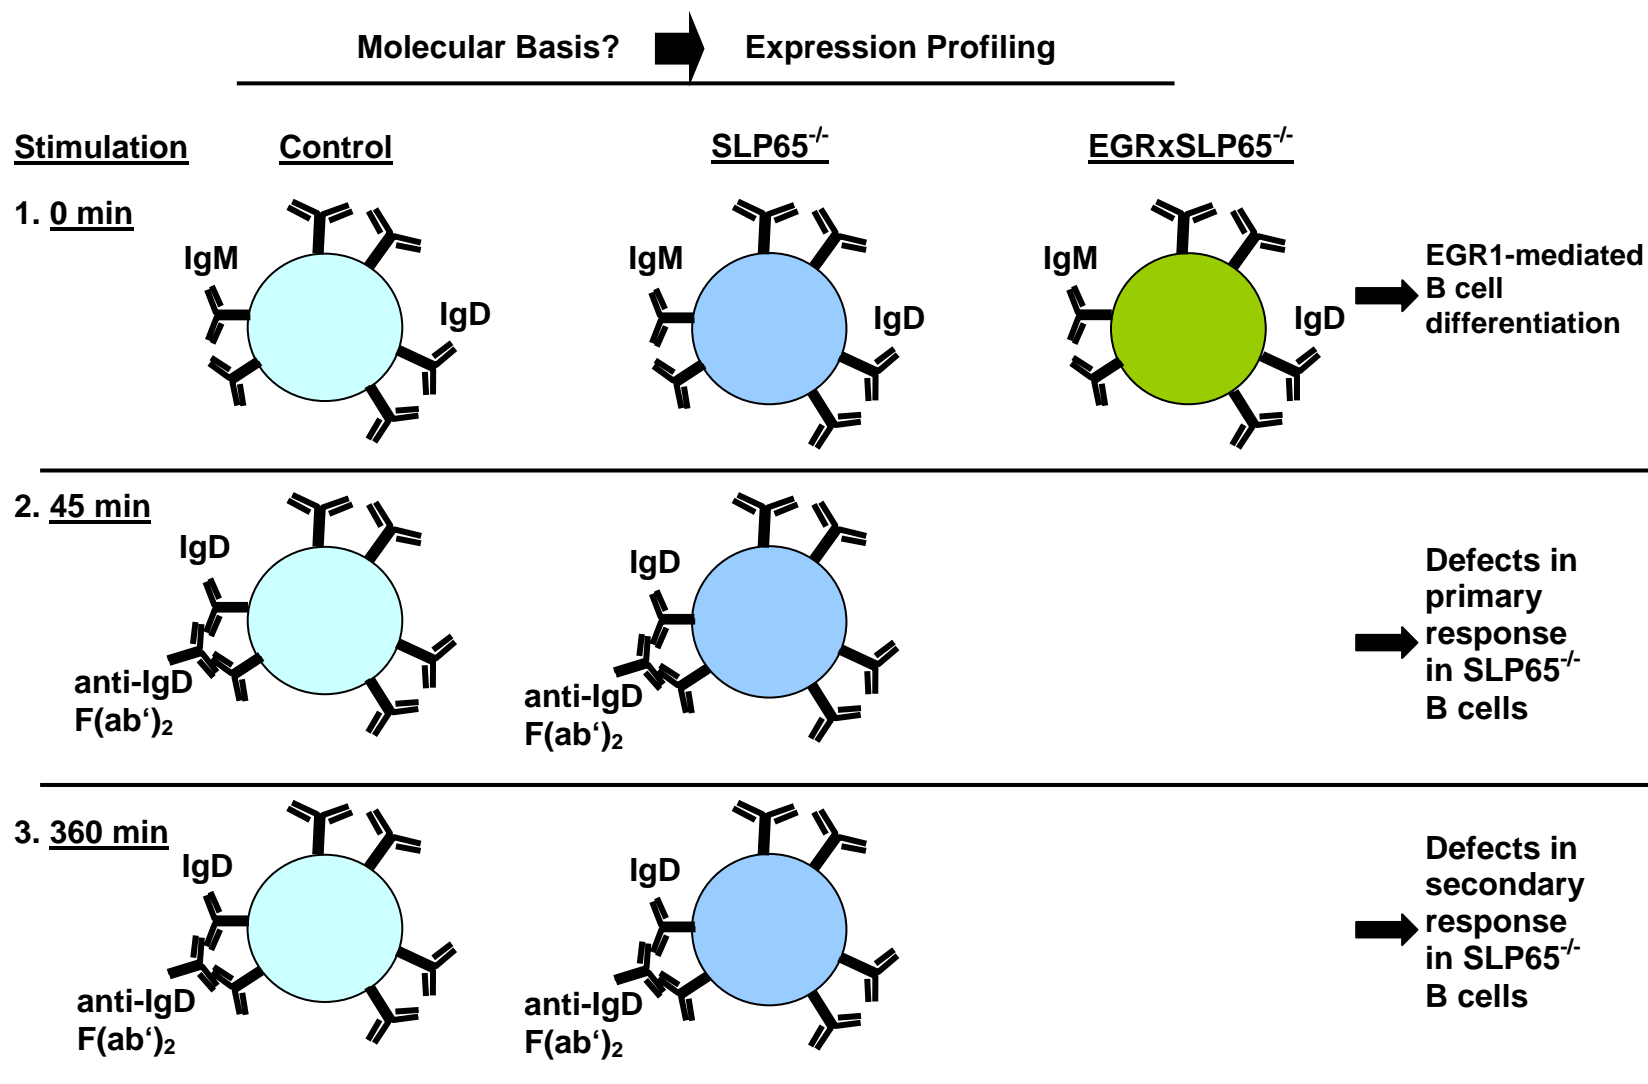 Molecular Basis? Expression Profiling
Stimulation Control SLP65-/- EGRxSLP65-/-
1. 0 min
IgM
IgD
IgM
IgD
IgM
IgD
EGR1-mediated
B cell
differentiation
2. 45 min
IgD
anti-IgD
F(ab‘)2
IgD
anti-IgD
F(ab‘)2
Defects in
primary
response
in SLP65-/-
B cells
3. 360 min
IgD
anti-IgD
F(ab‘)2
IgD
anti-IgD
F(ab‘)2
Defects in
secondary
response
in SLP65-/-
B cells